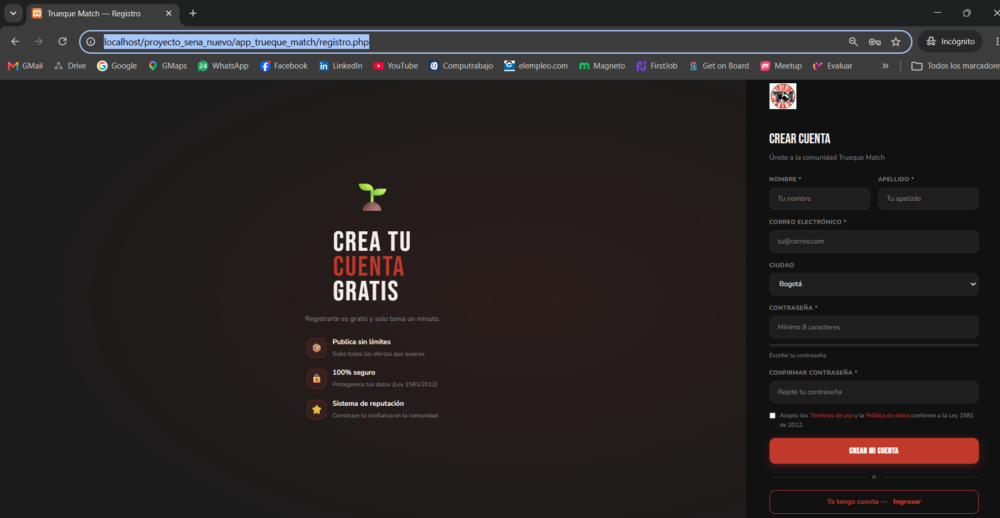 Trueque Match — Registro
localhost/proyecto_sena_nuevo/app_trueque_match/registro.php
Incógnito
GMail
Drive
Google
GMaps
24
WhatsApp
Facebook
LinkedIn
YouTube
Computrabajo
elempleo.com
Magneto
FirstJob
Get on Board
Meetup
Evaluar
Todos los marcadore
TM
CREA TU
CUENTA
GRATIS
Registrarte es gratis y solo toma un minuto.
Publica sin límites
Sube todas las ofertas que quieras
100% seguro
Protegemos tus datos (Ley 1581/2012)
Sistema de reputación
Construye tu confianza en la comunidad
CREAR CUENTA
Únete a la comunidad Trueque Match
NOMBRE *
APELLIDO *
Tu nombre
Tu apellido
CORREO ELECTRÓNICO *
tu@correo.com
CIUDAD
Bogotá
CONTRASEÑA *
Mínimo 8 caracteres
Escribe tu contraseña
CONFIRMAR CONTRASEÑA *
Repite tu contraseña
Acepto los Términos de uso y la Política de datos conforme a la Ley 1581
de 2012.
CREAR MI CUENTA
o
Ya tengo cuenta — Ingresar